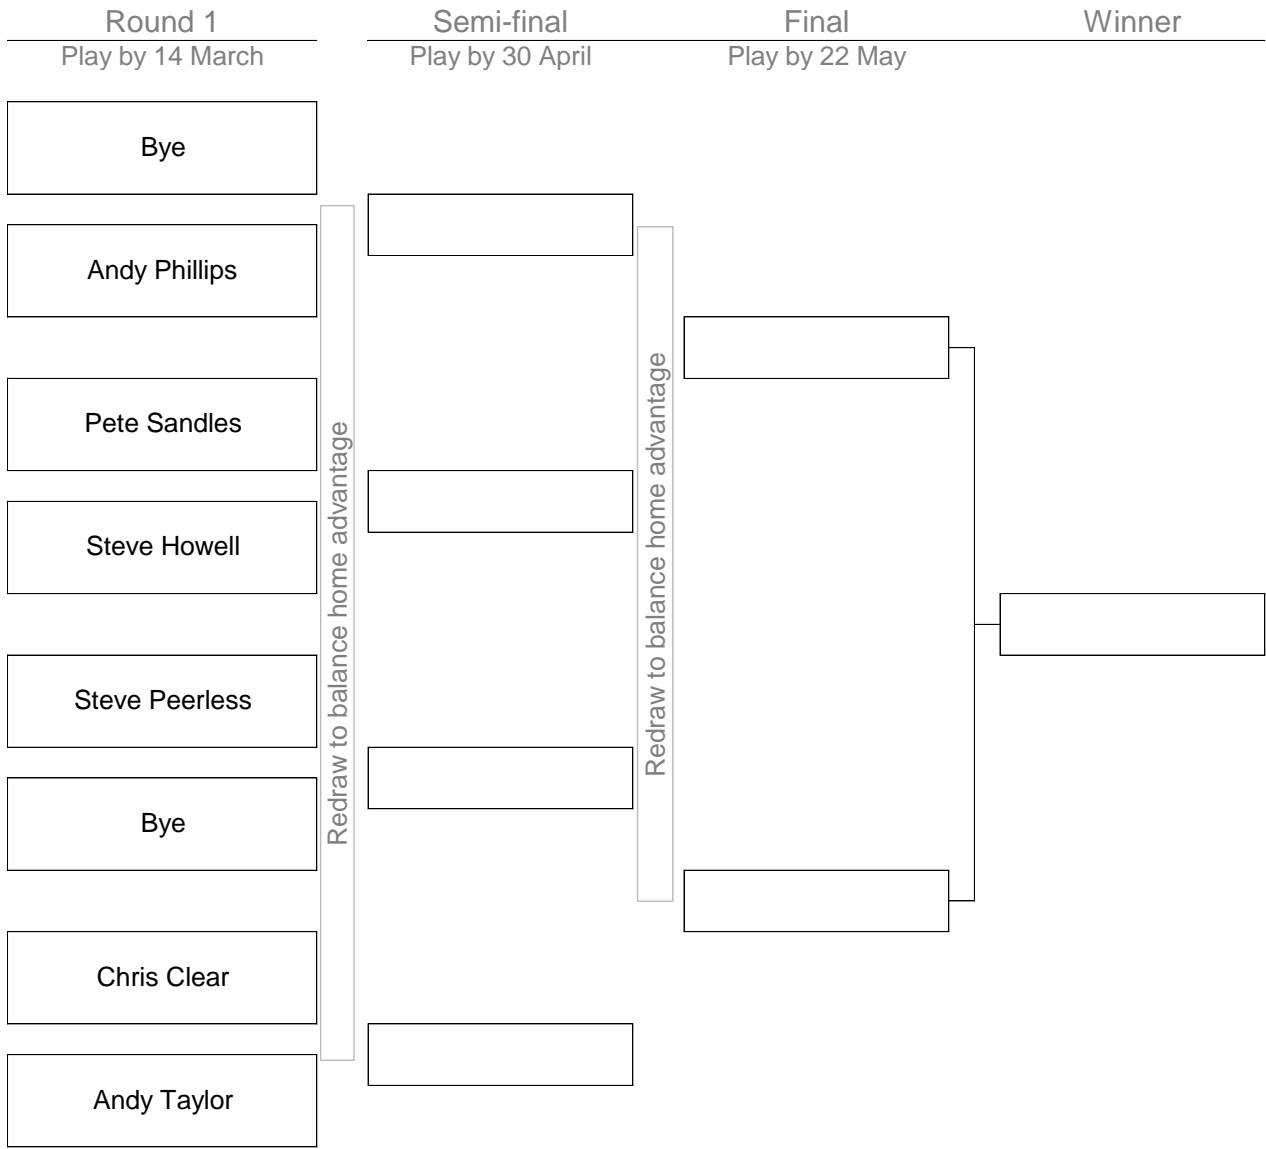 Round 1
Semi-final
Final
Winner
Play by 14 March
Play by 30 April
Play by 22 May
Bye
Andy Phillips
Pete Sandles
Steve Howell
Steve Peerless
Bye
Chris Clear
Andy Taylor
Redraw to balance home advantage
Redraw to balance home advantage